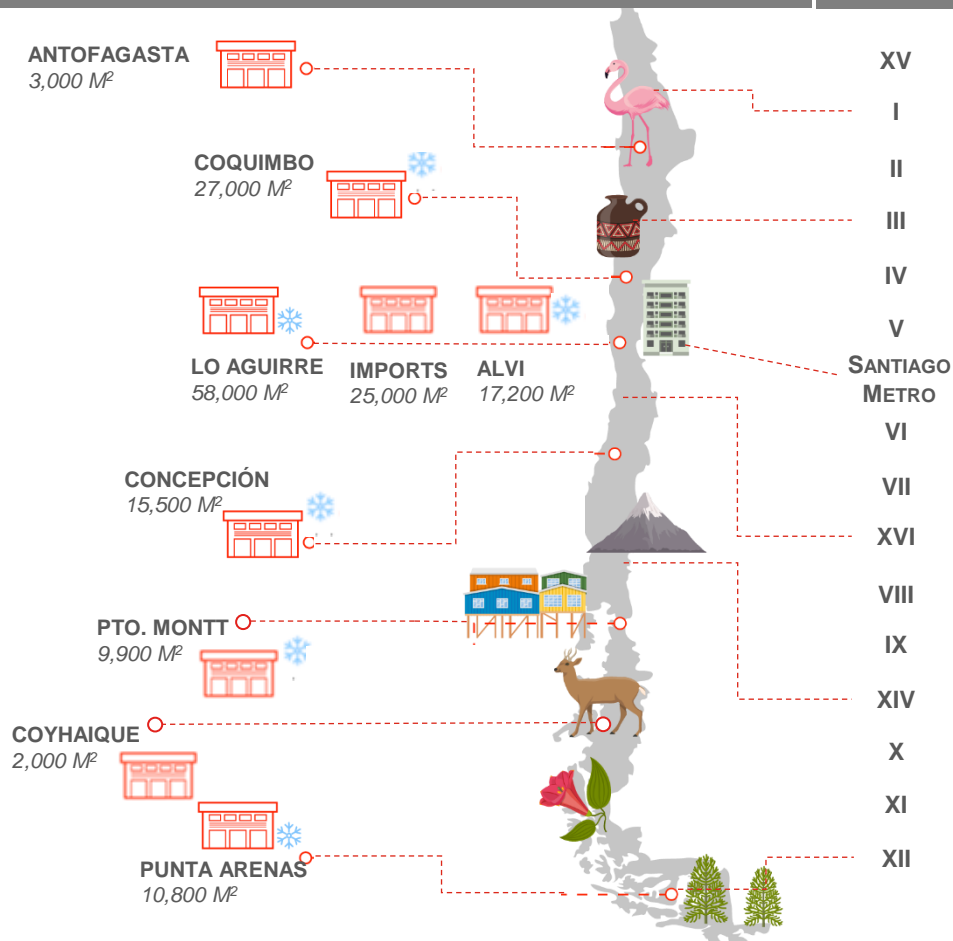 ANTOFAGASTA
3,000 M²
COQUIMBO
27,000 M²
LO AGUIRRE
58,000 M²
IMPORTS
25,000 M²
ALVI
17,200 M²
CONCEPCIÓN
15,500 M²
PTO. MONTT
9,900 M²
COYHAIQUE
2,000 M²
PUNTA ARENAS
10,800 M²
XV
I
II
III
IV
V
SANTIAGO
METRO
VI
VII
XVI
VIII
IX
XIV
X
XI
XII